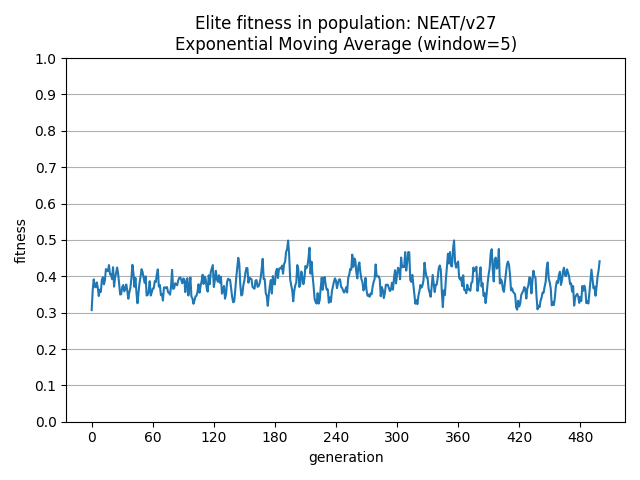 Elite fitness in population: NEAT/v27
Exponential Moving Average (window=5)
1.0
0.9
0.8
0.7
0.6
0.5
0.4
0.3
0.2
0.1
0.0
fitness
0 60 120 180 240 300 360 420 480
generation